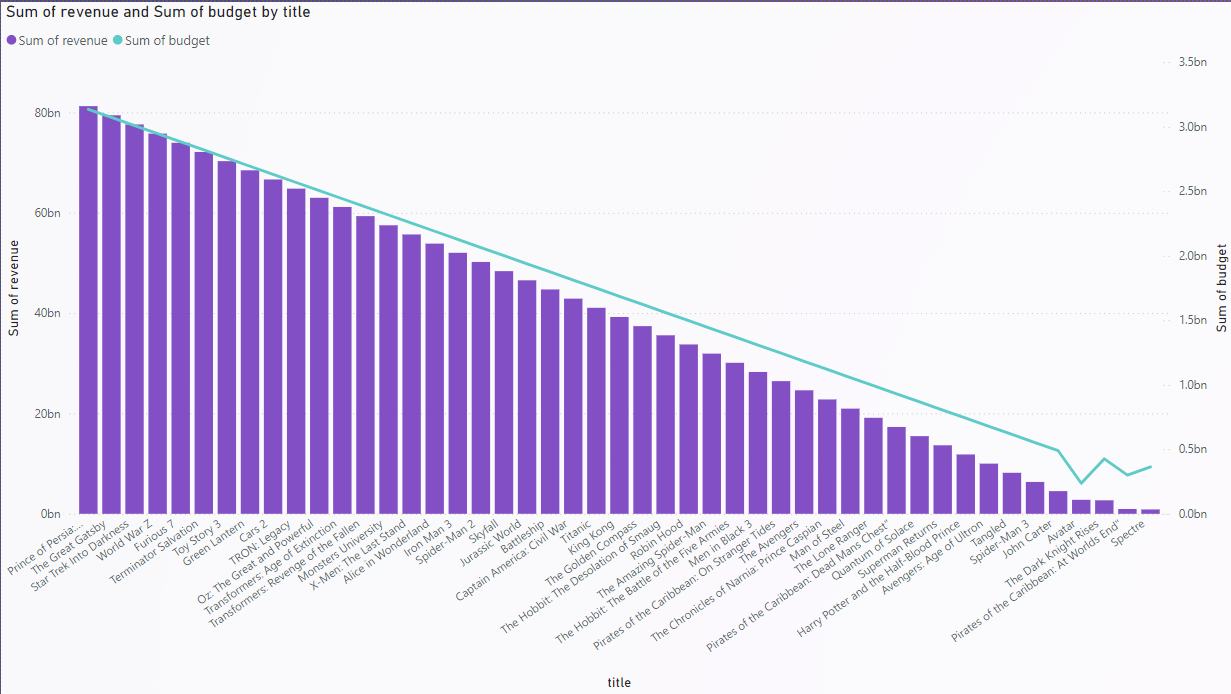 Sum of revenue and Sum of budget by title
Sum of revenue Sum of budget
3.5bn
80bn
3.0bn
2.5bn
60bn
2.0bn
40bn
1.5bn
1.0bn
20bn
0.5bn
0bn
0.0bn
Sum of revenue
Sum of budget
Prince of Persia:...
The Great Gatsby
Star Trek Into Darkness
World War Z
Furious 7
Terminator Salvation
Toy Story 3
Green Lantern
Cars 2
TRON: Legacy
Oz: The Great and Powerful
Transformers: Age of Extinction
Transformers: Revenge of the Fallen
Monsters University
X-Men: The Last Stand
Alice in Wonderland
Iron Man 3
Spider-Man 2
Skyfall
Jurassic World
Battleship
Captain America: Civil War
Titanic
King Kong
The Golden Compass
The Hobbit: The Desolation of Smaug
Robin Hood
The Amazing Spider-Man
The Hobbit: The Battle of the Five Armies
Men in Black 3
Pirates of the Caribbean: On Stranger Tides
The Avengers
The Chronicles of Narnia: Prince Caspian
Man of Steel
The Lone Ranger
Pirates of the Caribbean: Dead Mans Chest"
Quantum of Solace
Superman Returns
Harry Potter and the Half-Blood Prince
Avengers: Age of Ultron
Tangled
Spider-Man 3
John Carter
Avatar
The Dark Knight Rises
Pirates of the Caribbean: At Worlds End"
Spectre
title